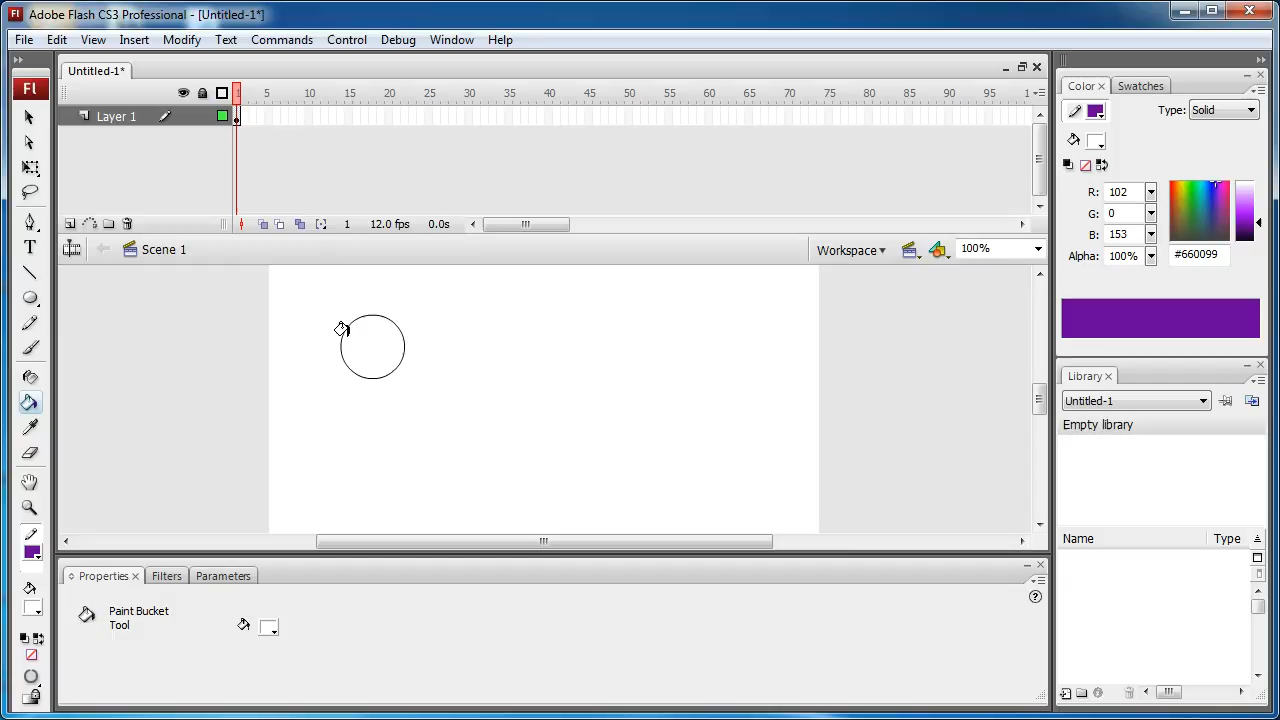 Adobe Flash CS3 Professional - [Untitled-1*]
File Edit View Insert Modify Text Commands Control Debug Window Help
Fl
Untitled-1*
1 5 10 15 20 25 30 35 40 45 50 55 60 65 70 75 80 85 90 95 1
Layer 1
1 12.0 fps 0.0s
Scene 1
Workspace
100%
Properties
Filters
Parameters
Paint Bucket
Tool
Color
Swatches
Type: Solid
R: 102
G: 0
B: 153
Alpha: 100%
#660099
Library
Untitled-1
Empty library
Name Type